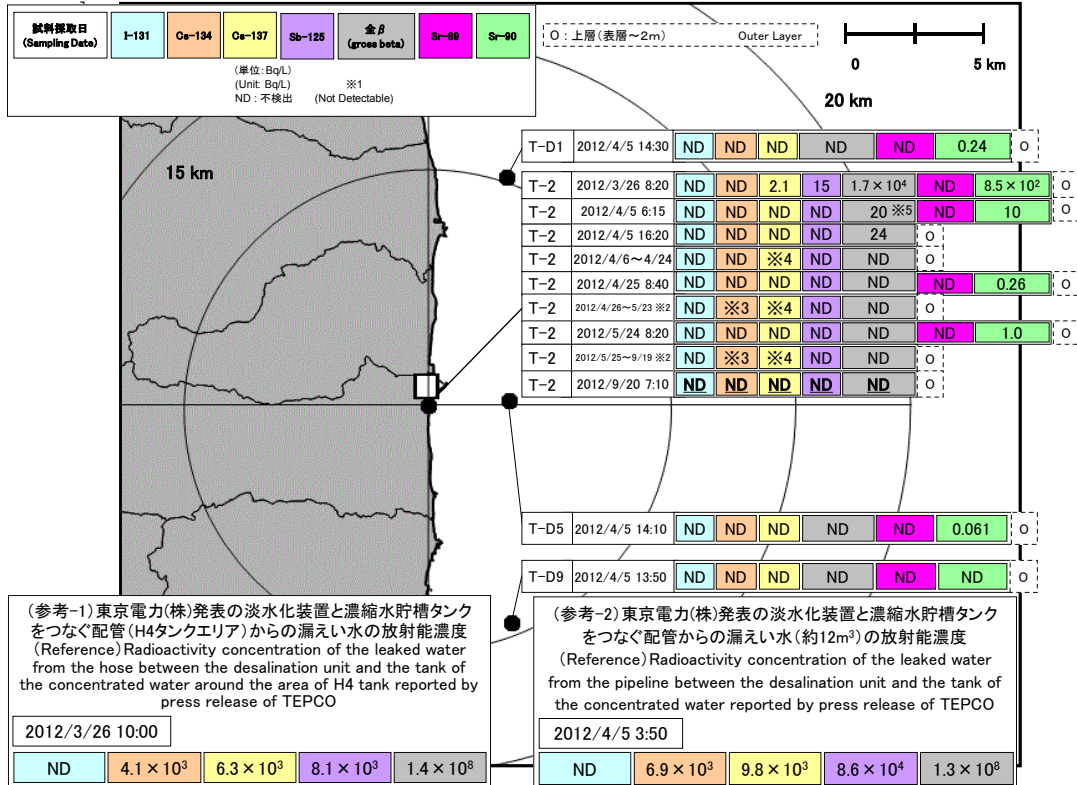 試料採取日
(Sampling Date)
I-131
Cs-134
Cs-137
Sb-125
全β
(gross beta)
Sr-89
Sr-90
(単位:Bq/L)
(Unit: Bq/L) ※1
ND : 不検出 (Not Detectable)
O : 上層(表層～2m) Outer Layer
0 5 km
20 km
15 km
T-D1 2012/4/5 14:30 ND ND ND ND ND 0.24 O
T-2 2012/3/26 8:20 ND ND 2.1 15 1.7 × 10⁴ ND 8.5 × 10² O
T-2 2012/4/5 6:15 ND ND ND ND 20 ※5 ND 10 O
T-2 2012/4/5 16:20 ND ND ND ND 24 O
T-2 2012/4/6～4/24 ND ND ※4 ND ND O
T-2 2012/4/25 8:40 ND ND ND ND ND ND 0.26 O
T-2 2012/4/26～5/23 ※2 ND ※3 ※4 ND ND O
T-2 2012/5/24 8:20 ND ND ND ND ND ND 1.0 O
T-2 2012/5/25～9/19 ※2 ND ※3 ※4 ND ND O
T-2 2012/9/20 7:10 ND ND ND ND ND O
T-D5 2012/4/5 14:10 ND ND ND ND ND 0.061 O
T-D9 2012/4/5 13:50 ND ND ND ND ND ND O
(参考-1)東京電力(株)発表の淡水化装置と濃縮水貯槽タンク
をつなぐ配管(H4タンクエリア)からの漏えい水の放射能濃度
(Reference)Radioactivity concentration of the leaked water
from the hose between the desalination unit and the tank of
the concentrated water around the area of H4 tank reported by
press release of TEPCO
2012/3/26 10:00
ND 4.1 × 10³ 6.3 × 10³ 8.1 × 10³ 1.4 × 10⁸
(参考-2)東京電力(株)発表の淡水化装置と濃縮水貯槽タンク
をつなぐ配管からの漏えい水(約12m³)の放射能濃度
(Reference)Radioactivity concentration of the leaked water
from the pipeline between the desalination unit and the tank of
the concentrated water reported by press release of TEPCO
2012/4/5 3:50
ND 6.9 × 10³ 9.8 × 10³ 8.6 × 10⁴ 1.3 × 10⁸